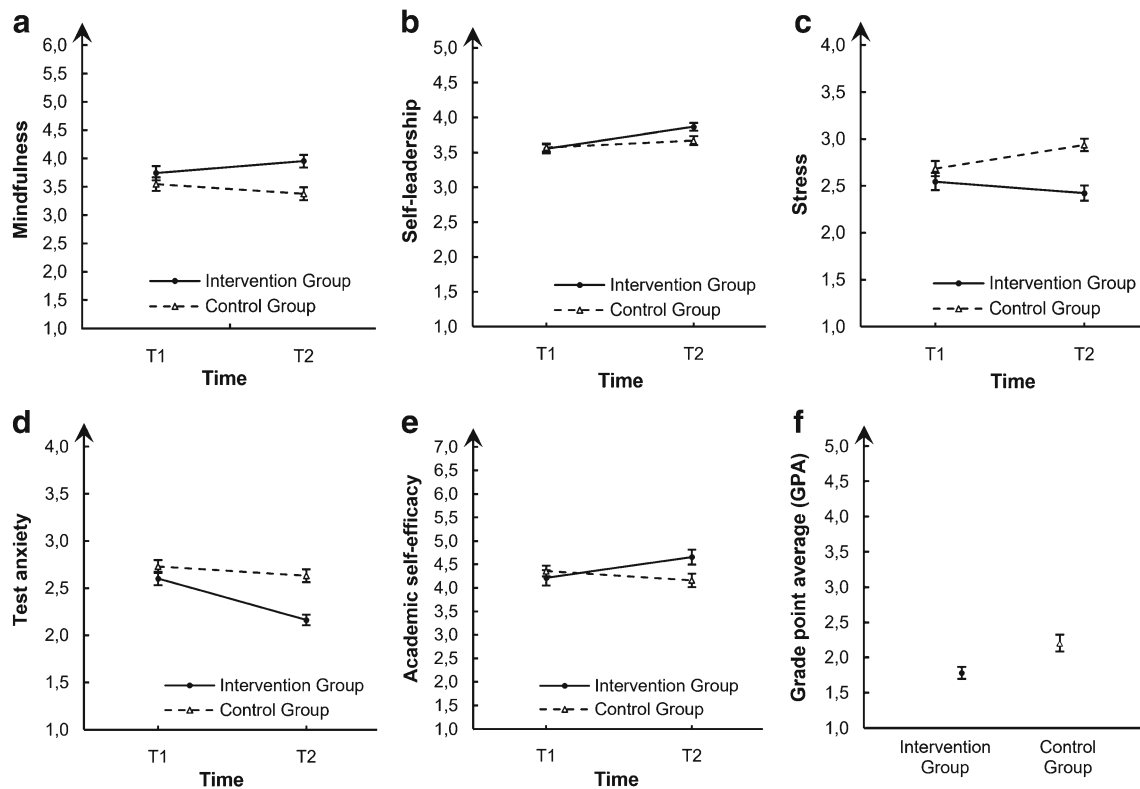 a
Mindfulness
6,0
5,5
5,0
4,5
4,0
3,5
3,0
2,5
2,0
1,5
1,0
Intervention Group
Control Group
T1 T2
Time
b
Self-leadership
5,0
4,5
4,0
3,5
3,0
2,5
2,0
1,5
1,0
Intervention Group
Control Group
T1 T2
Time
c
Stress
4,0
3,5
3,0
2,5
2,0
1,5
1,0
Intervention Group
Control Group
T1 T2
Time
d
Test anxiety
4,0
3,5
3,0
2,5
2,0
1,5
1,0
Intervention Group
Control Group
T1 T2
Time
e
Academic self-efficacy
7,0
6,5
6,0
5,5
5,0
4,5
4,0
3,5
3,0
2,5
2,0
1,5
1,0
Intervention Group
Control Group
T1 T2
Time
f
Grade point average (GPA)
5,0
4,5
4,0
3,5
3,0
2,5
2,0
1,5
1,0
Intervention Control
Group Group